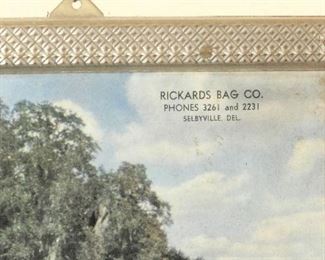 RICKARDS BAG CO.
PHONES 3261 and 2231
SELBYVILLE, DEL.